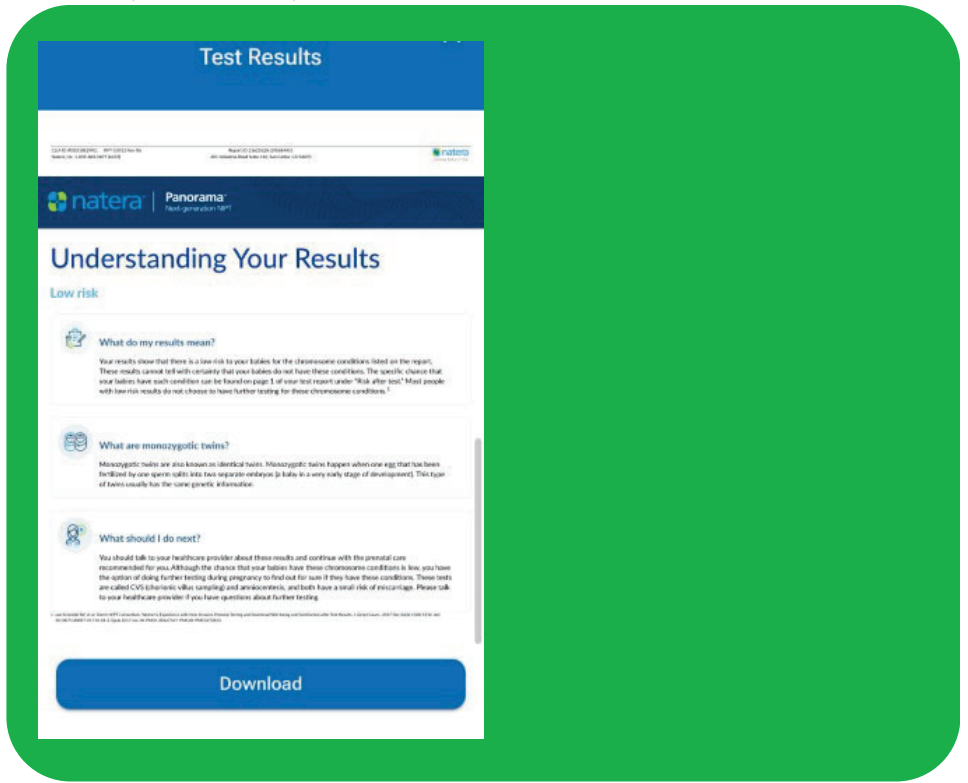 Test Results
natera
natera | Panorama
Next-generation NIPT
Understanding Your Results
Low risk
What do my results mean?
Your results show that there is a low risk to your babies for the chromosome conditions listed on the report.
These results cannot tell with certainty that your babies do not have these conditions. The specific chance that
your babies have each condition can be found on page 1 of your test report under "Risk after test." Most people
with low risk results do not choose to have further testing for these chromosome conditions.¹
What are monozygotic twins?
Monozygotic twins are also known as identical twins. Monozygotic twins happen when one egg that has been
fertilized by one sperm splits into two separate embryos (a baby in a very early stage of development). This type
of twins usually has the same genetic information.
What should I do next?
You should talk to your healthcare provider about these results and continue with the prenatal care
recommended for you. Although the chance that your babies have these chromosome conditions is low, you have
the option of doing further testing during pregnancy to find out for sure if they have these conditions. These tests
are called CVS (chorionic villus sampling) and amniocentesis, and both have a small risk of miscarriage. Please talk
to your healthcare provider if you have questions about further testing.
Download